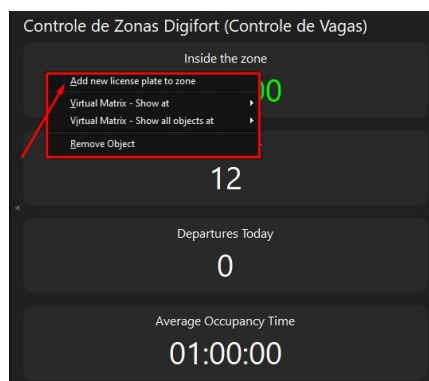 Controle de Zonas Digifort (Controle de Vagas)
Inside the zone
Add new license plate to zone
Virtual Matrix - Show at
Virtual Matrix - Show all objects at
Remove Object
12
Departures Today
0
Average Occupancy Time
01:00:00